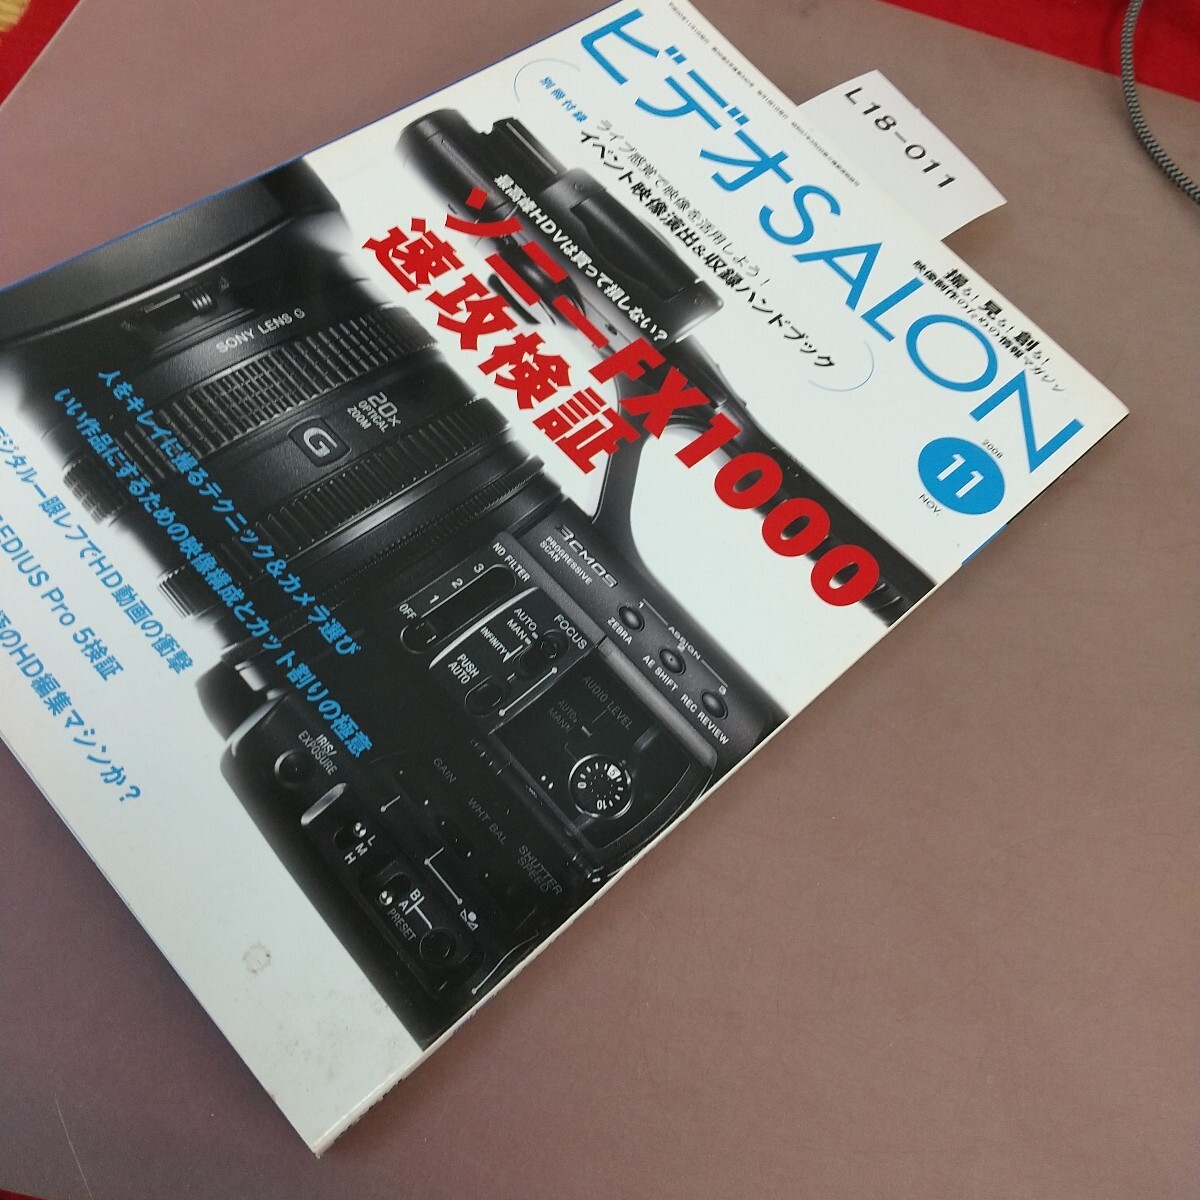 L18-011
ビデオSALON
撮る!見る!創る!
映像制作のための情報マガジン
2008
11
NOV.
別冊付録
ライブ感覚で映像を活用しよう!
イベント映像演出&収録ハンドブック
最高峰HDVは買って損しない?
ソニーFX1000
速攻検証
人をキレイに撮るテクニック&カメラ選び
いい作品にするための映像構成とカット割りの極意
デジタル一眼レフでHD動画の衝撃
EDIUS Pro 5検証
のHD編集マシンか?
SONY LENS G
20x
OPTICAL
ZOOM
G
3CMOS
PROGRESSIVE
SCAN
ND FILTER
OFF
1
2
3
FOCUS
AUTO
MAN
INFINITY
PUSH
AUTO
ASSIGN
1
2
3
ZEBRA
AE SHIFT
REC REVIEW
AUDIO LEVEL
AUTO
MAN
0
10
IRIS/
EXPOSURE
GAIN
L
M
H
WHT BAL
B
A
PRESET
SHUTTER
SPEED